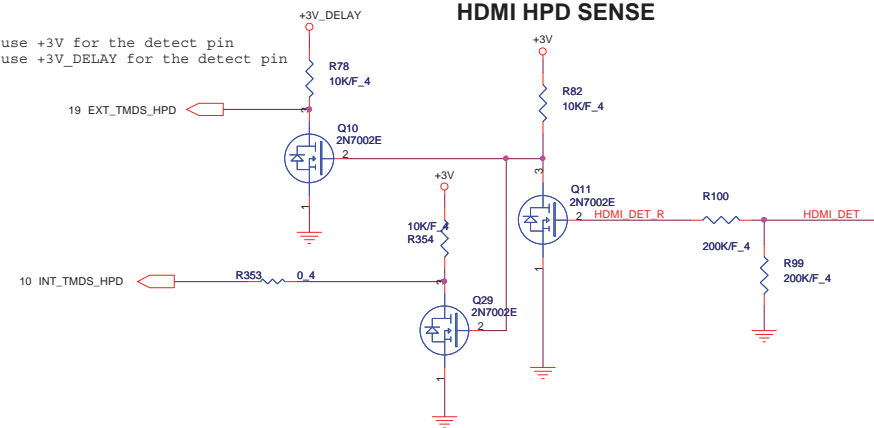 HDMI HPD SENSE
+3V_DELAY
use +3V for the detect pin
use +3V_DELAY for the detect pin
+3V
R78
10K/F_4
R82
10K/F_4
19 EXT_TMDS_HPD
3
Q10
2N7002E
2
+3V
3
Q11
2N7002E
R100
1
2
HDMI_DET_R
HDMI_DET
10K/F_4
R354
200K/F_4
R99
200K/F_4
1
10 INT_TMDS_HPD
R353
0_4
3
Q29
2N7002E
2
1